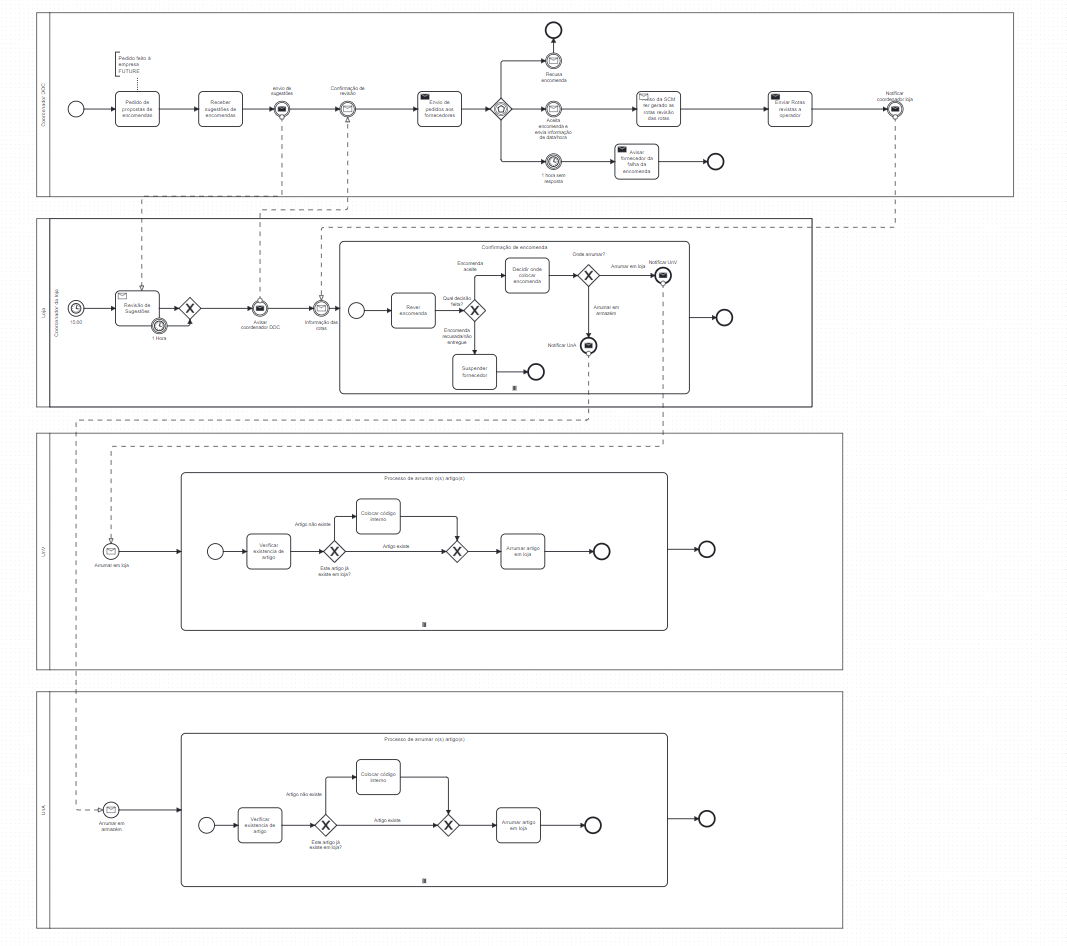 Coordenador DOC
Pedido feito à
empresa
FUTURE
Pedido de
propostas de
encomendas
Receber
sugestões de
encomendas
envio de
sugestões
Confirmação de
revisão
Envio de
pedidos aos
fornecedores
Recusa
encomenda
Aceita
encomenda e
envia informação
de data/hora
1 hora sem
resposta
Avisar
fornecedor da
falha da
encomenda
da SCM
ter gerado as
rotas revisão
das rotas
Enviar Rotas
revistas a
operador
Notificar
coordenador loja
Loja
Coordenador da loja
15:00
Revisão de
Sugestões
1 Hora
Avisar
coordenador DOC
Informação das
rotas
Confirmação de encomenda
Rever
encomenda
Qual decisão
feita?
Encomenda
aceite
Encomenda
recusada/não
entregue
Decidir onde
colocar
encomenda
Suspender
fornecedor
Onde arrumar?
Arrumar em loja
Notificar UnV
Arrumar em
armazém
Notificar UnA
UnV
Arrumar em loja
Processo de arrumar o(s) artigo(s)
Verificar
existencia de
artigo
Artigo não existe
Este artigo já
existe em loja?
Colocar código
interno
Artigo existe
Arrumar artigo
em loja
UnA
Arrumar em
armazém
Processo de arrumar o(s) artigo(s)
Verificar
existencia de
artigo
Artigo não existe
Este artigo já
existe em loja?
Colocar código
interno
Artigo existe
Arrumar artigo
em loja